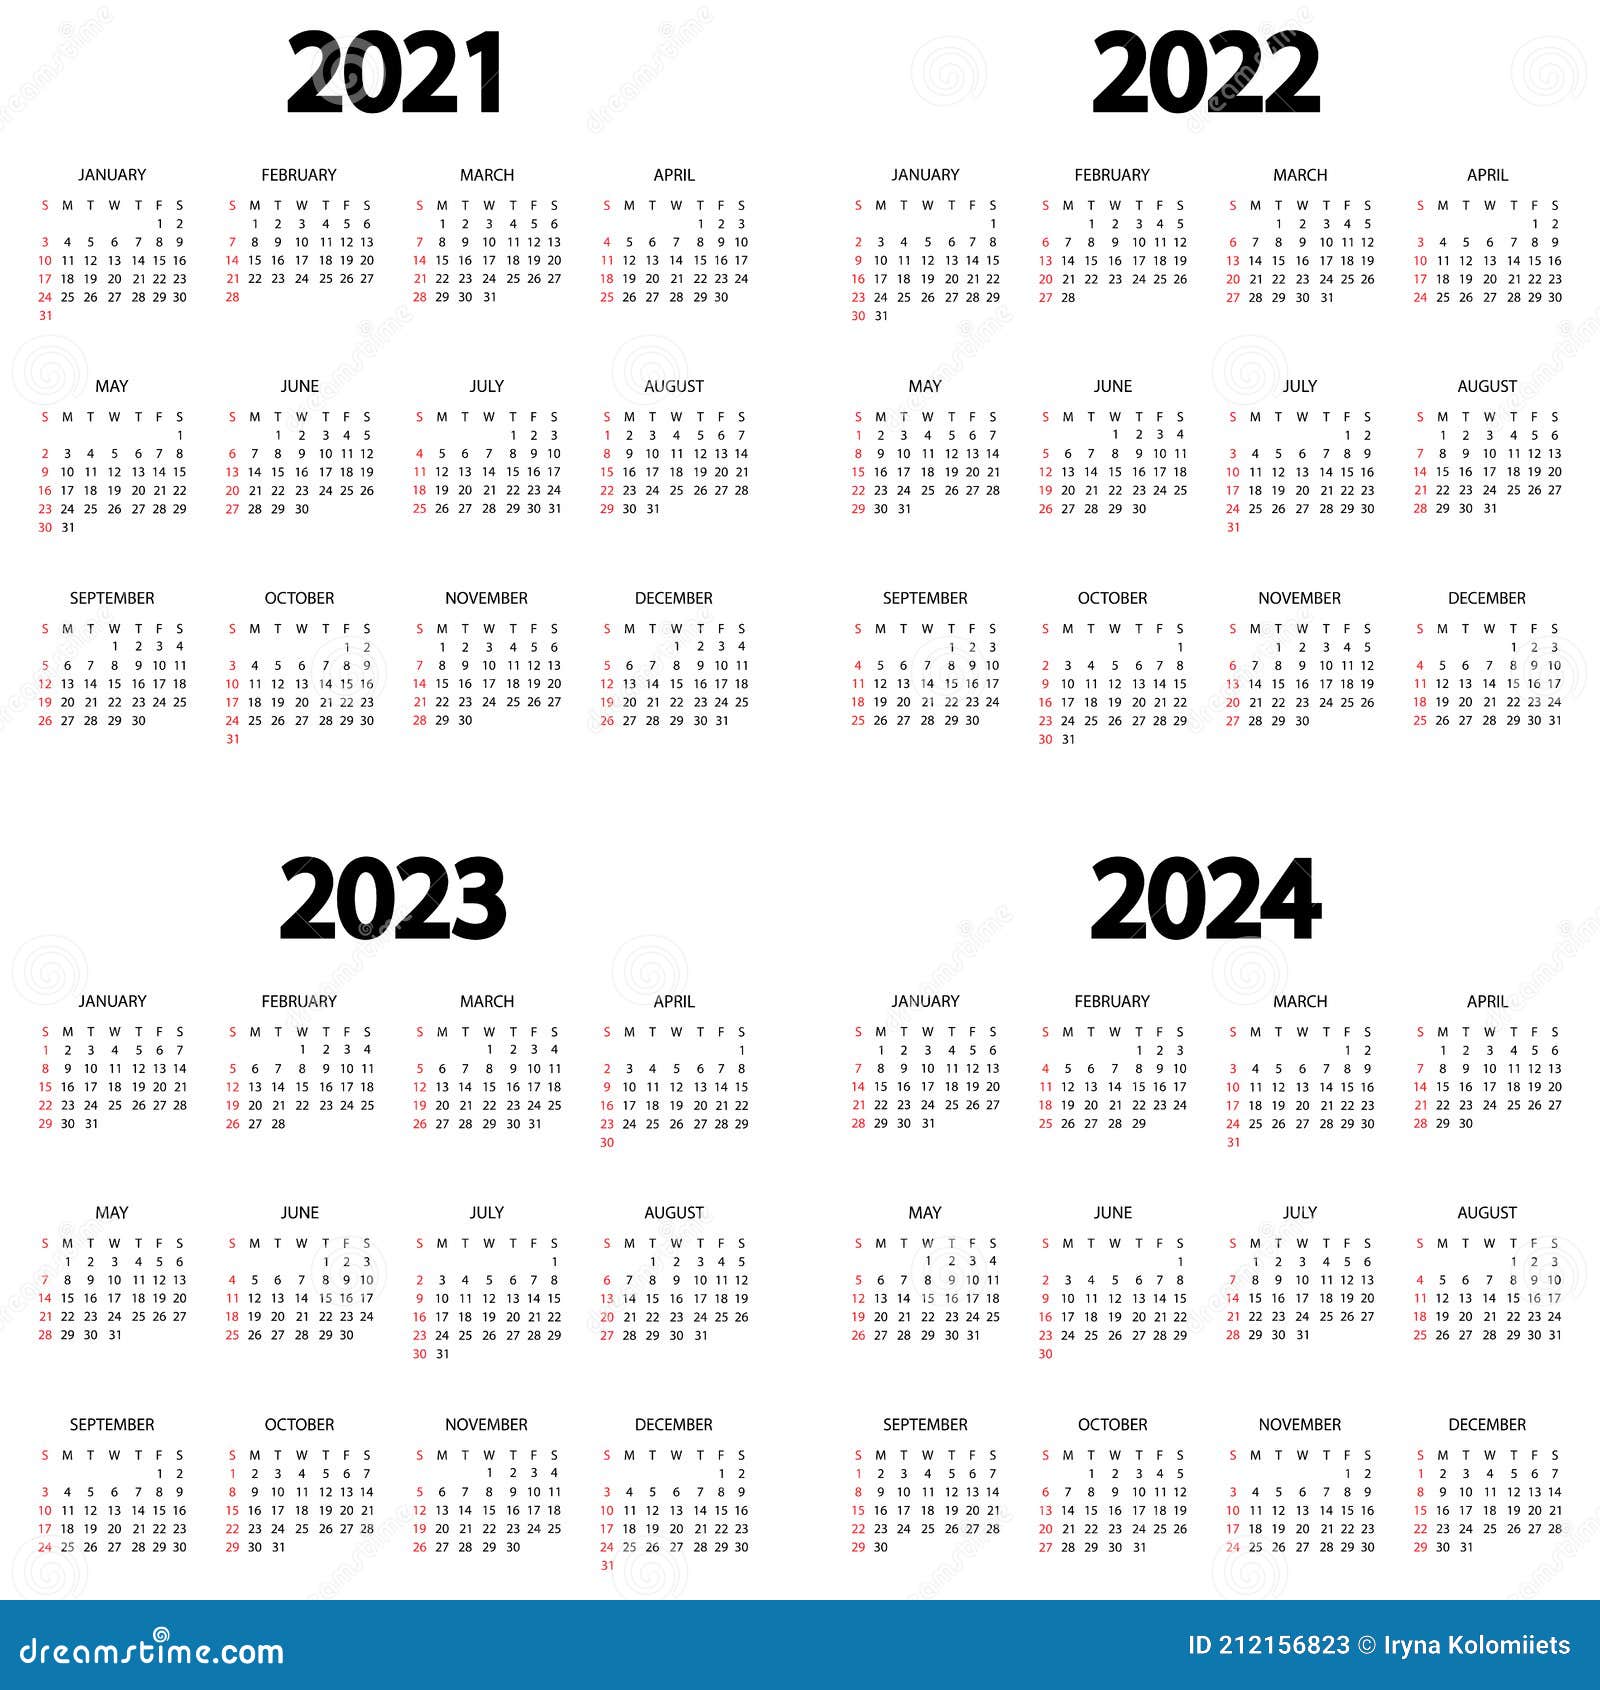 2021
JANUARY
S M T W T F S
1 2
3 4 5 6 7 8 9
10 11 12 13 14 15 16
17 18 19 20 21 22 23
24 25 26 27 28 29 30
31
FEBRUARY
S M T W T F S
1 2 3 4 5 6
7 8 9 10 11 12 13
14 15 16 17 18 19 20
21 22 23 24 25 26 27
28
MARCH
S M T W T F S
1 2 3 4 5 6
7 8 9 10 11 12 13
14 15 16 17 18 19 20
21 22 23 24 25 26 27
28 29 30 31
APRIL
S M T W T F S
1 2 3
4 5 6 7 8 9 10
11 12 13 14 15 16 17
18 19 20 21 22 23 24
25 26 27 28 29 30
MAY
S M T W T F S
1
2 3 4 5 6 7 8
9 10 11 12 13 14 15
16 17 18 19 20 21 22
23 24 25 26 27 28 29
30 31
JUNE
S M T W T F S
1 2 3 4 5
6 7 8 9 10 11 12
13 14 15 16 17 18 19
20 21 22 23 24 25 26
27 28 29 30
JULY
S M T W T F S
1 2 3
4 5 6 7 8 9 10
11 12 13 14 15 16 17
18 19 20 21 22 23 24
25 26 27 28 29 30 31
AUGUST
S M T W T F S
1 2 3 4 5 6 7
8 9 10 11 12 13 14
15 16 17 18 19 20 21
22 23 24 25 26 27 28
29 30 31
SEPTEMBER
S M T W T F S
1 2 3 4
5 6 7 8 9 10 11
12 13 14 15 16 17 18
19 20 21 22 23 24 25
26 27 28 29 30
OCTOBER
S M T W T F S
1 2
3 4 5 6 7 8 9
10 11 12 13 14 15 16
17 18 19 20 21 22 23
24 25 26 27 28 29 30
31
NOVEMBER
S M T W T F S
1 2 3 4 5 6
7 8 9 10 11 12 13
14 15 16 17 18 19 20
21 22 23 24 25 26 27
28 29 30
DECEMBER
S M T W T F S
1 2 3 4
5 6 7 8 9 10 11
12 13 14 15 16 17 18
19 20 21 22 23 24 25
26 27 28 29 30 31
2022
JANUARY
S M T W T F S
1
2 3 4 5 6 7 8
9 10 11 12 13 14 15
16 17 18 19 20 21 22
23 24 25 26 27 28 29
30 31
FEBRUARY
S M T W T F S
1 2 3 4 5
6 7 8 9 10 11 12
13 14 15 16 17 18 19
20 21 22 23 24 25 26
27 28
MARCH
S M T W T F S
1 2 3 4 5
6 7 8 9 10 11 12
13 14 15 16 17 18 19
20 21 22 23 24 25 26
27 28 29 30 31
APRIL
S M T W T F S
1 2
3 4 5 6 7 8 9
10 11 12 13 14 15 16
17 18 19 20 21 22 23
24 25 26 27 28 29 30
MAY
S M T W T F S
1 2 3 4 5 6 7
8 9 10 11 12 13 14
15 16 17 18 19 20 21
22 23 24 25 26 27 28
29 30 31
JUNE
S M T W T F S
1 2 3 4
5 6 7 8 9 10 11
12 13 14 15 16 17 18
19 20 21 22 23 24 25
26 27 28 29 30
JULY
S M T W T F S
1 2
3 4 5 6 7 8 9
10 11 12 13 14 15 16
17 18 19 20 21 22 23
24 25 26 27 28 29 30
31
AUGUST
S M T W T F S
1 2 3 4 5 6
7 8 9 10 11 12 13
14 15 16 17 18 19 20
21 22 23 24 25 26 27
28 29 30 31
SEPTEMBER
S M T W T F S
1 2 3
4 5 6 7 8 9 10
11 12 13 14 15 16 17
18 19 20 21 22 23 24
25 26 27 28 29 30
OCTOBER
S M T W T F S
1
2 3 4 5 6 7 8
9 10 11 12 13 14 15
16 17 18 19 20 21 22
23 24 25 26 27 28 29
30 31
NOVEMBER
S M T W T F S
1 2 3 4 5
6 7 8 9 10 11 12
13 14 15 16 17 18 19
20 21 22 23 24 25 26
27 28 29 30
DECEMBER
S M T W T F S
1 2 3
4 5 6 7 8 9 10
11 12 13 14 15 16 17
18 19 20 21 22 23 24
25 26 27 28 29 30 31
2023
JANUARY
S M T W T F S
1 2 3 4 5 6 7
8 9 10 11 12 13 14
15 16 17 18 19 20 21
22 23 24 25 26 27 28
29 30 31
FEBRUARY
S M T W T F S
1 2 3 4
5 6 7 8 9 10 11
12 13 14 15 16 17 18
19 20 21 22 23 24 25
26 27 28
MARCH
S M T W T F S
1 2 3 4
5 6 7 8 9 10 11
12 13 14 15 16 17 18
19 20 21 22 23 24 25
26 27 28 29 30 31
APRIL
S M T W T F S
1
2 3 4 5 6 7 8
9 10 11 12 13 14 15
16 17 18 19 20 21 22
23 24 25 26 27 28 29
30
MAY
S M T W T F S
1 2 3 4 5 6
7 8 9 10 11 12 13
14 15 16 17 18 19 20
21 22 23 24 25 26 27
28 29 30 31
JUNE
S M T W T F S
1 2 3
4 5 6 7 8 9 10
11 12 13 14 15 16 17
18 19 20 21 22 23 24
25 26 27 28 29 30
JULY
S M T W T F S
1
2 3 4 5 6 7 8
9 10 11 12 13 14 15
16 17 18 19 20 21 22
23 24 25 26 27 28 29
30 31
AUGUST
S M T W T F S
1 2 3 4 5
6 7 8 9 10 11 12
13 14 15 16 17 18 19
20 21 22 23 24 25 26
27 28 29 30 31
SEPTEMBER
S M T W T F S
1 2
3 4 5 6 7 8 9
10 11 12 13 14 15 16
17 18 19 20 21 22 23
24 25 26 27 28 29 30
OCTOBER
S M T W T F S
1 2 3 4 5 6 7
8 9 10 11 12 13 14
15 16 17 18 19 20 21
22 23 24 25 26 27 28
29 30 31
NOVEMBER
S M T W T F S
1 2 3 4
5 6 7 8 9 10 11
12 13 14 15 16 17 18
19 20 21 22 23 24 25
26 27 28 29 30
DECEMBER
S M T W T F S
1 2
3 4 5 6 7 8 9
10 11 12 13 14 15 16
17 18 19 20 21 22 23
24 25 26 27 28 29 30
31
2024
JANUARY
S M T W T F S
1 2 3 4 5 6
7 8 9 10 11 12 13
14 15 16 17 18 19 20
21 22 23 24 25 26 27
28 29 30 31
FEBRUARY
S M T W T F S
1 2 3
4 5 6 7 8 9 10
11 12 13 14 15 16 17
18 19 20 21 22 23 24
25 26 27 28 29
MARCH
S M T W T F S
1 2
3 4 5 6 7 8 9
10 11 12 13 14 15 16
17 18 19 20 21 22 23
24 25 26 27 28 29 30
31
APRIL
S M T W T F S
1 2 3 4 5 6
7 8 9 10 11 12 13
14 15 16 17 18 19 20
21 22 23 24 25 26 27
28 29 30
MAY
S M T W T F S
1 2 3 4
5 6 7 8 9 10 11
12 13 14 15 16 17 18
19 20 21 22 23 24 25
26 27 28 29 30 31
JUNE
S M T W T F S
1
2 3 4 5 6 7 8
9 10 11 12 13 14 15
16 17 18 19 20 21 22
23 24 25 26 27 28 29
30
JULY
S M T W T F S
1 2 3 4 5 6
7 8 9 10 11 12 13
14 15 16 17 18 19 20
21 22 23 24 25 26 27
28 29 30 31
AUGUST
S M T W T F S
1 2 3
4 5 6 7 8 9 10
11 12 13 14 15 16 17
18 19 20 21 22 23 24
25 26 27 28 29 30 31
SEPTEMBER
S M T W T F S
1 2 3 4 5 6 7
8 9 10 11 12 13 14
15 16 17 18 19 20 21
22 23 24 25 26 27 28
29 30
OCTOBER
S M T W T F S
1 2 3 4 5
6 7 8 9 10 11 12
13 14 15 16 17 18 19
20 21 22 23 24 25 26
27 28 29 30 31
NOVEMBER
S M T W T F S
1 2
3 4 5 6 7 8 9
10 11 12 13 14 15 16
17 18 19 20 21 22 23
24 25 26 27 28 29 30
DECEMBER
S M T W T F S
1 2 3 4 5 6 7
8 9 10 11 12 13 14
15 16 17 18 19 20 21
22 23 24 25 26 27 28
29 30 31
dreamstime.com
ID 212156823 © Iryna Kolomiiets